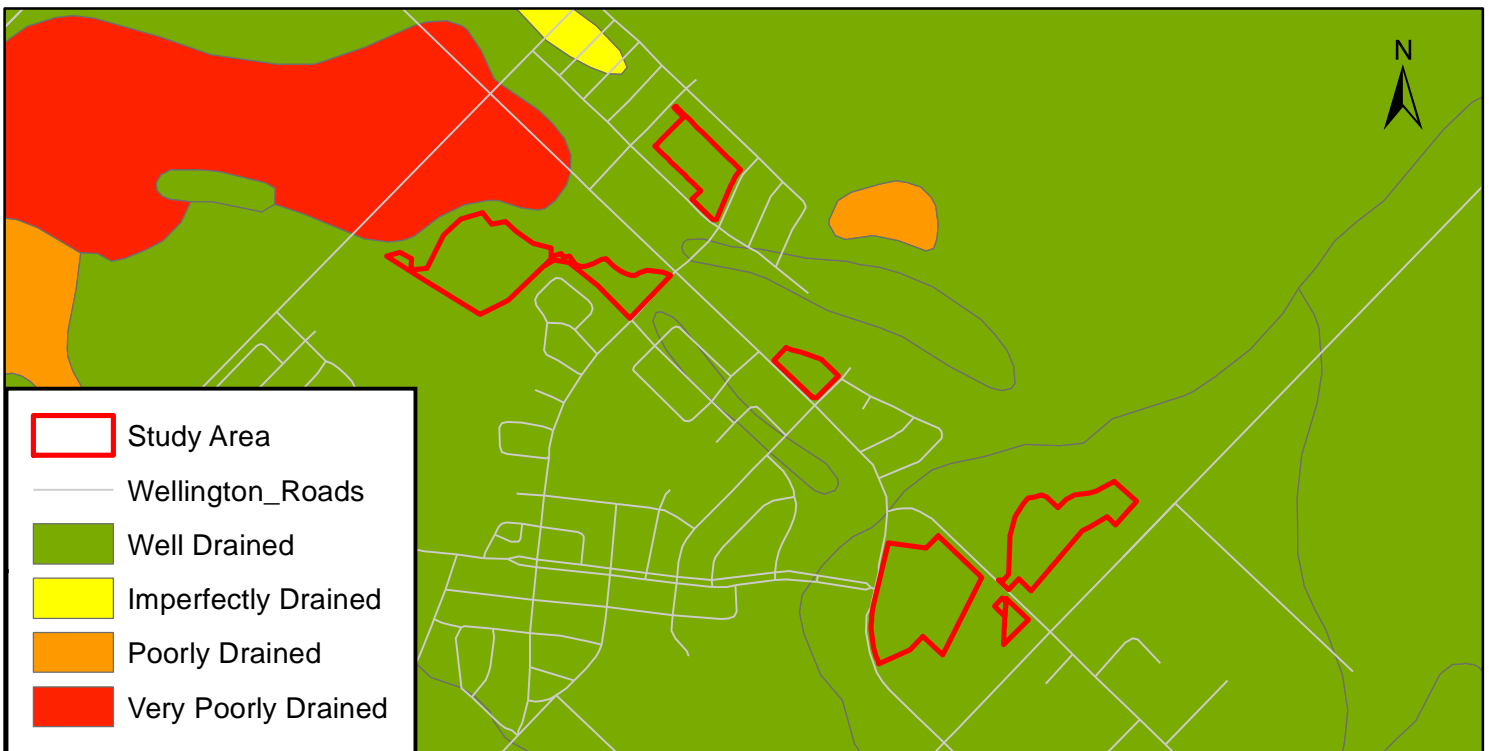 N
Study Area
Wellington_Roads
Well Drained
Imperfectly Drained
Poorly Drained
Very Poorly Drained